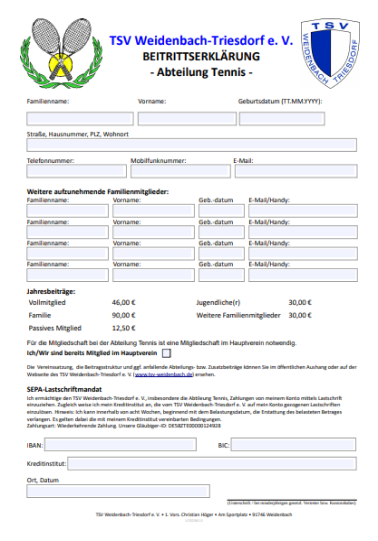 TSV Weidenbach-Triesdorf e. V.
BEITRITTSERKLÄRUNG
- Abteilung Tennis -
TSV
WEIDENBACH
TRIESDORF
Familienname: Vorname: Geburtsdatum (TT.MM.YYYY):
Straße, Hausnummer, PLZ, Wohnort
Telefonnummer: Mobilfunknummer: E-Mail:
Weitere aufzunehmende Familienmitglieder:
Familienname: Vorname: Geb.-datum E-Mail/Handy:
Familienname: Vorname: Geb.-datum E-Mail/Handy:
Familienname: Vorname: Geb.-datum E-Mail/Handy:
Familienname: Vorname: Geb.-datum E-Mail/Handy:
Jahresbeiträge:
Vollmitglied 46,00 € Jugendliche(r) 30,00 €
Familie 90,00 € Weitere Familienmitglieder 30,00 €
Passives Mitglied 12,50 €
Für die Mitgliedschaft bei der Abteilung Tennis ist eine Mitgliedschaft im Hauptverein notwendig.
Ich/Wir sind bereits Mitglied im Hauptverein
Die Vereinssatzung, die Beitragsstruktur und ggf. anfallende Abteilungs- bzw. Zusatzbeiträge können Sie im öffentlichen Aushang oder auf der
Webseite des TSV Weidenbach-Triesdorf e. V. (www.tsv-weidenbach.de) ersehen.
SEPA-Lastschriftmandat
Ich ermächtige den TSV Weidenbach-Triesdorf e. V., insbesondere die Abteilung Tennis, Zahlungen von meinem Konto mittels Lastschrift
einzuziehen. Zugleich weise ich mein Kreditinstitut an, die vom TSV Weidenbach-Triesdorf e. V. auf mein Konto gezogenen Lastschriften
einzulösen. Hinweis: Ich kann innerhalb von acht Wochen, beginnend mit dem Belastungsdatum, die Erstattung des belasteten Betrages
verlangen. Es gelten dabei die mit meinem Kreditinstitut vereinbarten Bedingungen.
Zahlungsart: Wiederkehrende Zahlung. Unsere Gläubiger-ID:
IBAN: BIC:
Kreditinstitut:
Ort, Datum
TSV Weidenbach-Triesdorf e. V. • 1. Vors. Christian Höger • Am Sportplatz • 91746 Weidenbach